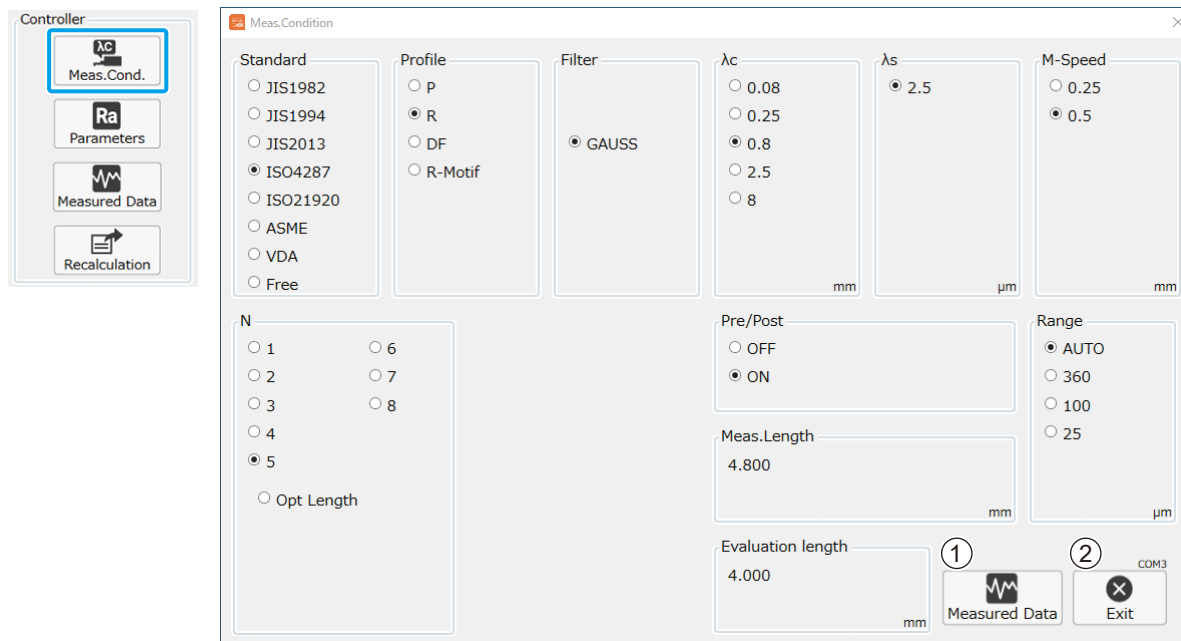 Controller
λc
Meas.Cond.
Ra
Parameters
Measured Data
Recalculation
Meas.Condition
Standard
JIS1982
JIS1994
JIS2013
ISO4287
ISO21920
ASME
VDA
Free
Profile
P
R
DF
R-Motif
Filter
GAUSS
λc
0.08
0.25
0.8
2.5
8
mm
λs
2.5
µm
M-Speed
0.25
0.5
mm
N
1
2
3
4
5
6
7
8
Opt Length
Pre/Post
OFF
ON
Meas.Length
4.800
mm
Evaluation length
4.000
mm
Range
AUTO
360
100
25
µm
①
Measured Data
②
COM3
Exit